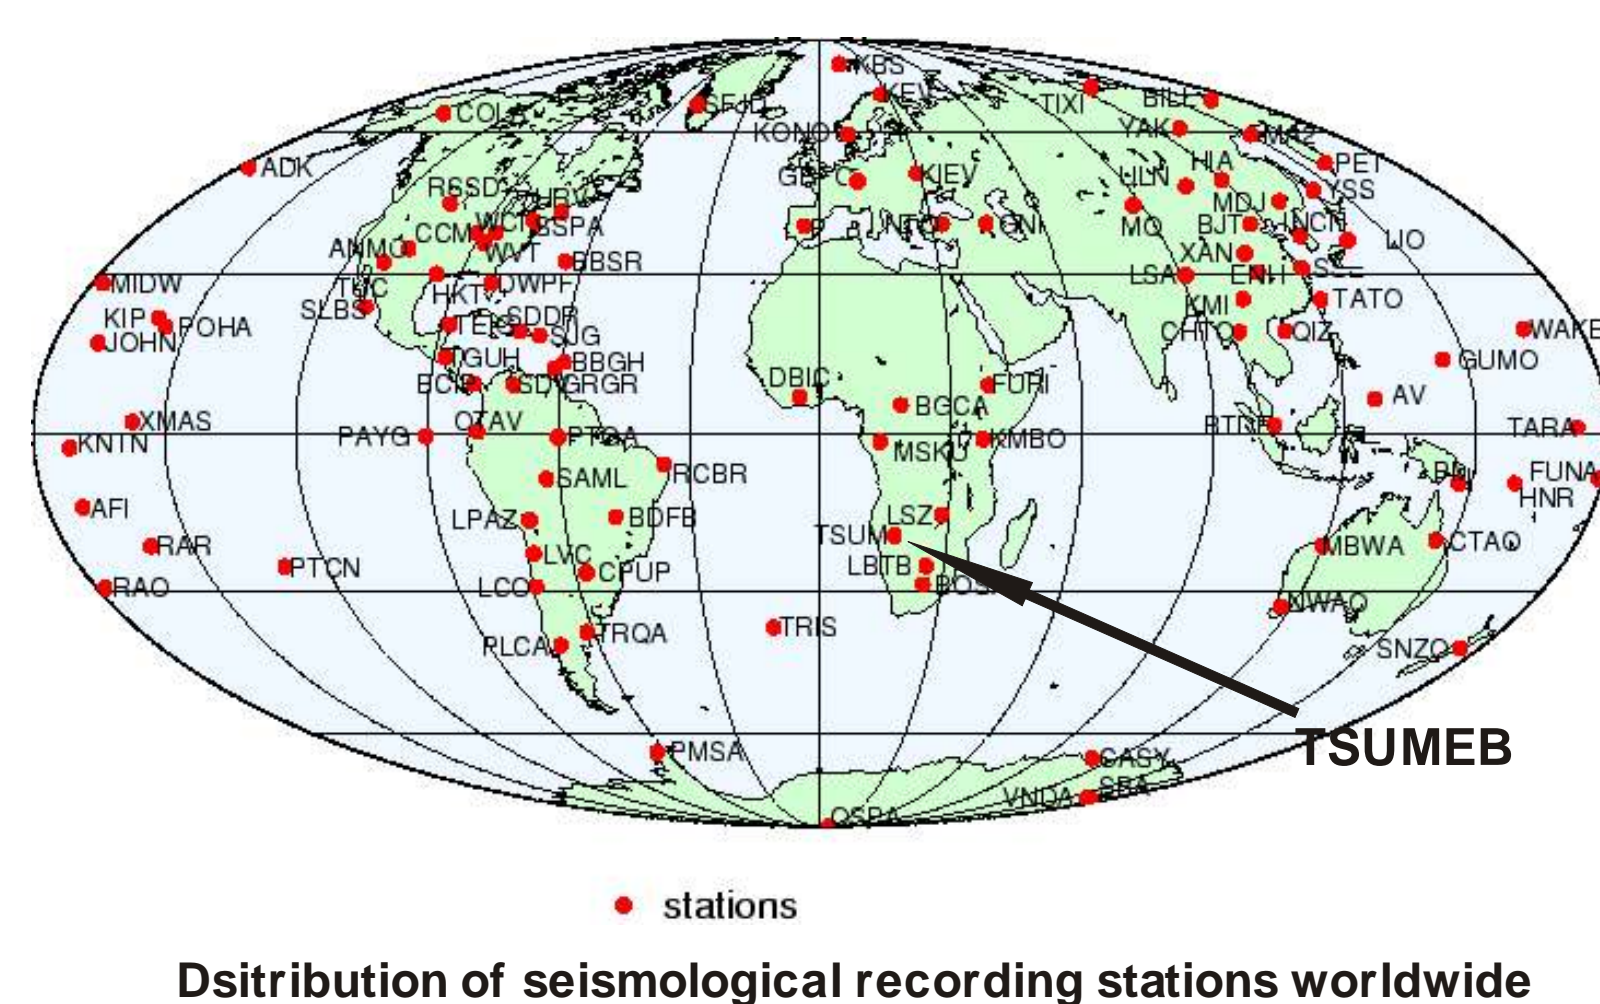 KBS
KEV
TIXI
BILL
COLA
SFJD
KONO
YAK
MA2
ADK
KIEV
HIA
PET
ULN
YSS
RSSD
HRV
MDJ
CCM
WCI
SSPA
BJT
INCN
ANMO
WVT
MO
XAN
BBSR
GNI
LSA
ENH
SSE
MIDW
TUC
HKT
DWPF
KMI
TATO
SLBS
KIP
POHA
TEIG
SDDR
SJG
CHTO
QIZ
WAKE
JOHN
TGUH
BBGH
GUMO
BCIP
SDV
GRGR
DBIC
FURI
BGCA
AV
XMAS
OTAV
PAYG
PTGA
KMBO
TARA
KNTN
MSKU
RCBR
SAML
FUNA
HNR
AFI
LPAZ
BDFB
LSZ
TSUM
RAR
LVC
MBWA
CTAO
PTCN
CPUP
LBTB
RAO
LCO
BOSA
NWAO
TRIS
TRQA
PLCA
SNZO
TSUMEB
PMSA
CASY
SBA
VNDA
QSPA
stations
Dsitribution of seismological recording stations worldwide